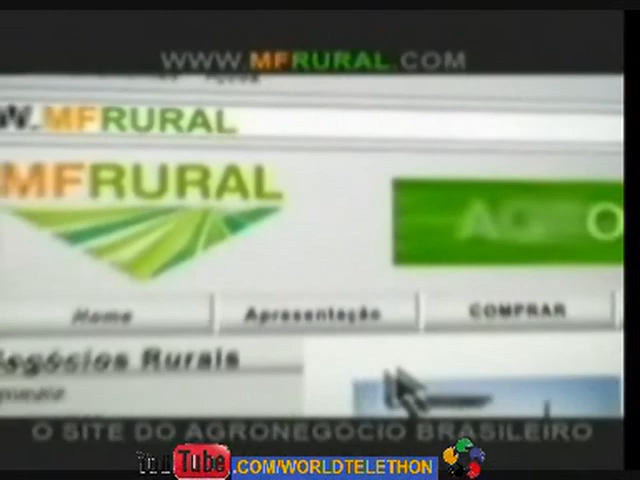 WWW.MFRURAL.COM
W.MFRURAL
MFRURAL
Home Apresentação COMPRAR
Negócios Rurais
O SITE DO AGRONEGÓCIO BRASILEIRO
YouTube.COM/WORLDTELETHON